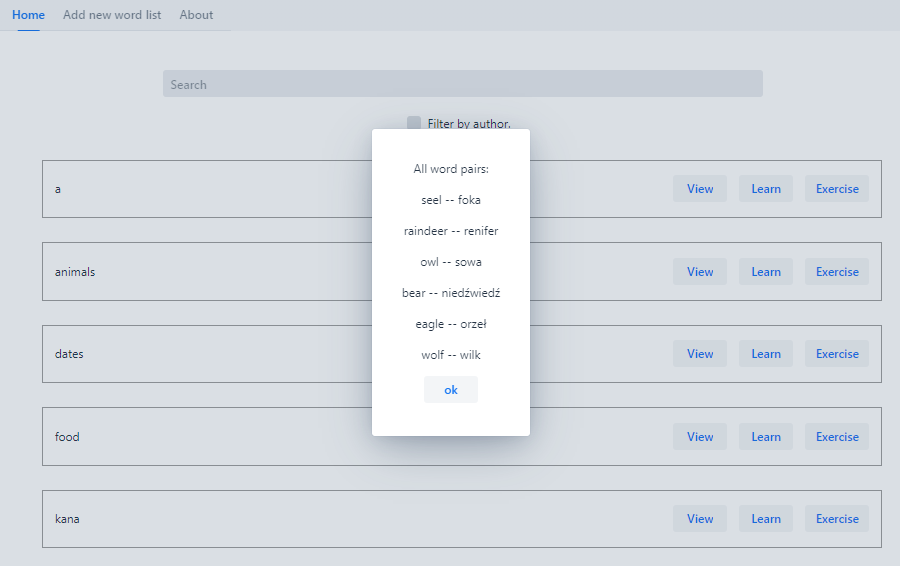 Home Add new word list About
Search
Filter by author.
All word pairs:
a View Learn Exercise
seel -- foka
raindeer -- renifer
owl -- sowa
animals View Learn Exercise
bear -- niedźwiedź
eagle -- orzeł
dates View Learn Exercise
wolf -- wilk
ok
food View Learn Exercise
kana View Learn Exercise